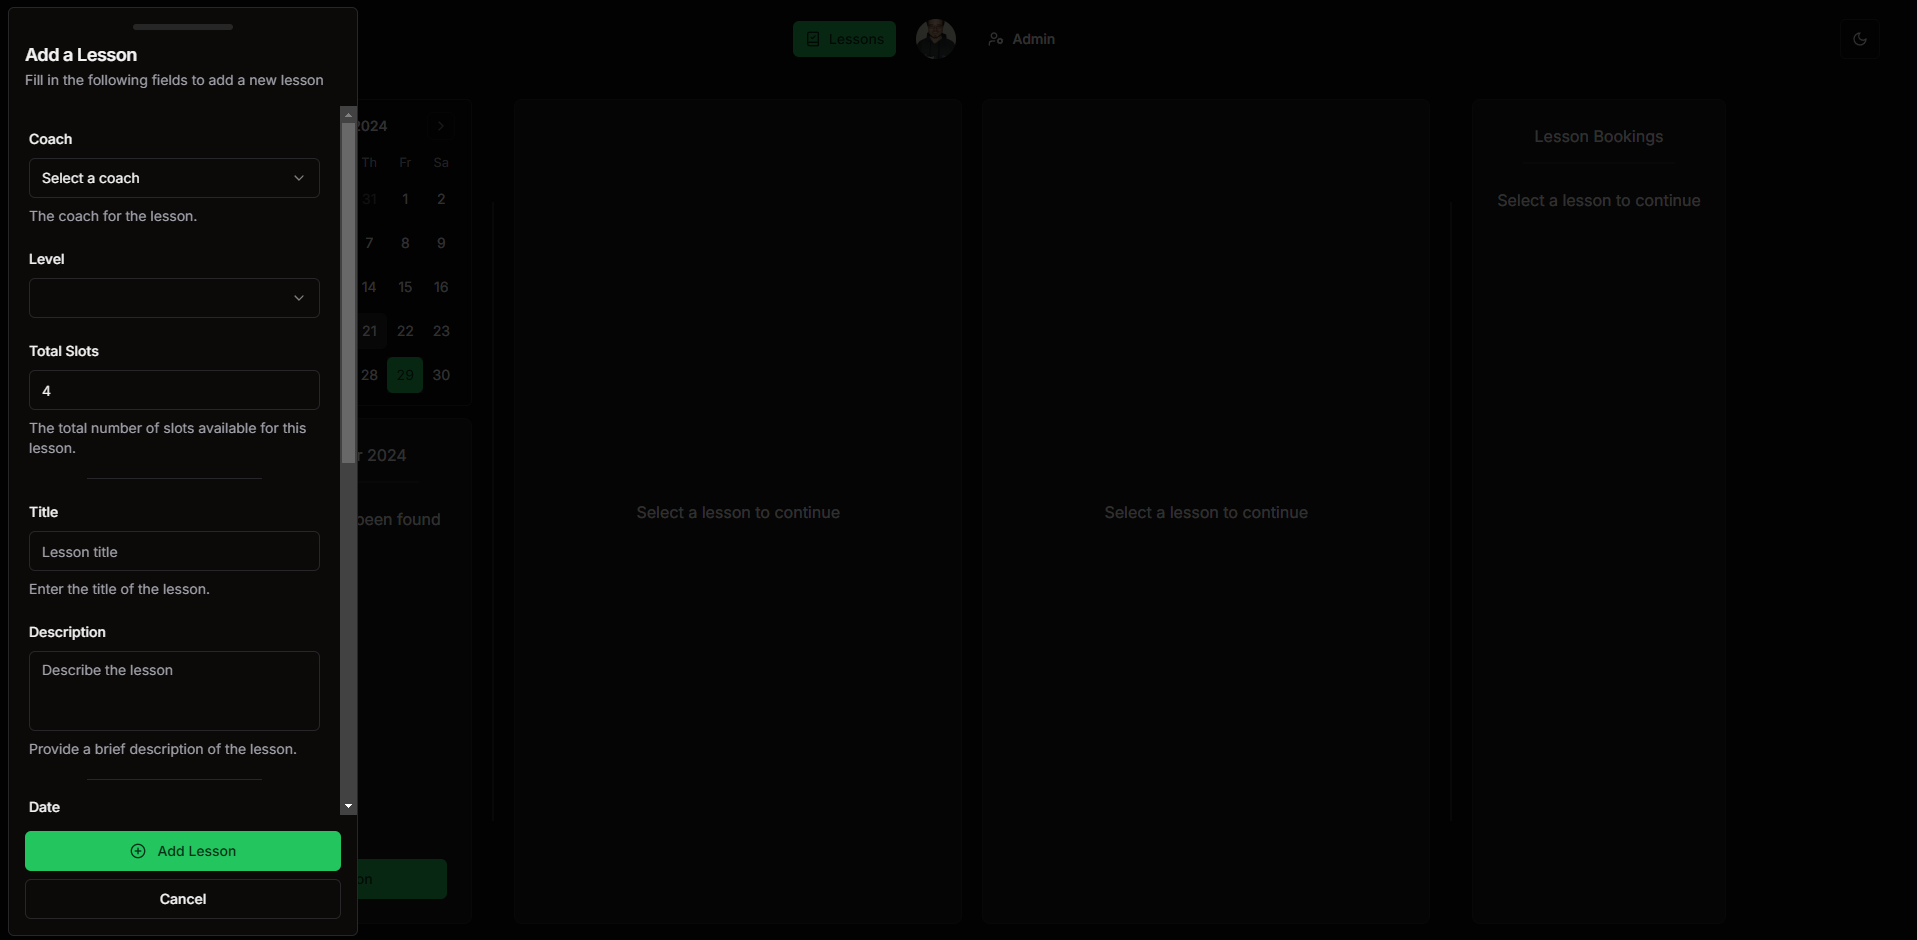 Add a Lesson
Fill in the following fields to add a new lesson
Coach
Select a coach
The coach for the lesson.
Level
Total Slots
4
The total number of slots available for this
lesson.
Title
Lesson title
Enter the title of the lesson.
Description
Describe the lesson
Provide a brief description of the lesson.
Date
Add Lesson
Cancel
Lessons
Admin
2024
Th Fr Sa
31 1 2
7 8 9
14 15 16
21 22 23
28 29 30
r 2024
been found
on
Select a lesson to continue
Select a lesson to continue
Lesson Bookings
Select a lesson to continue